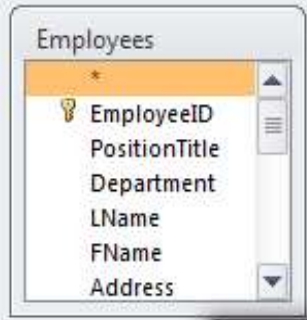 Employees
*
EmployeeID
PositionTitle
Department
LName
FName
Address